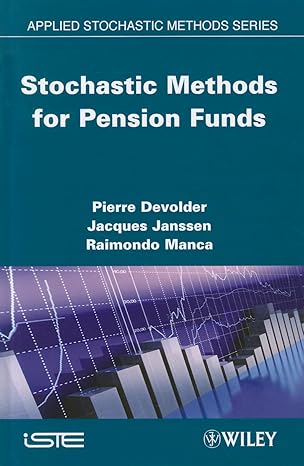 APPLIED STOCHASTIC METHODS SERIES
Stochastic Methods
for Pension Funds
Pierre Devolder
Jacques Janssen
Raimondo Manca
iSTE
WILEY